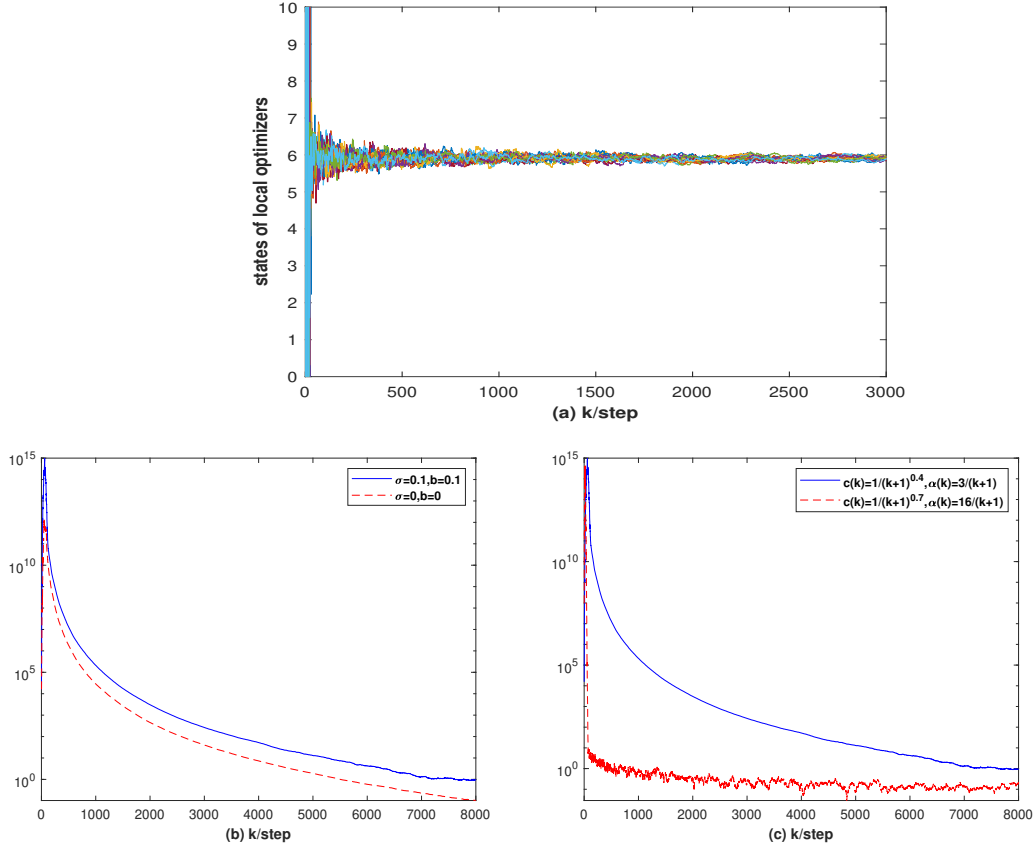 10
9
8
7
6
5
4
3
2
1
0
states of local optimizers
0 500 1000 1500 2000 2500 3000
(a) k/step
10^15
10^10
10^5
10^0
σ=0.1,b=0.1
σ=0,b=0
0 1000 2000 3000 4000 5000 6000 7000 8000
(b) k/step
10^15
10^10
10^5
10^0
c(k)=1/(k+1)^0.4,α(k)=3/(k+1)
c(k)=1/(k+1)^0.7,α(k)=16/(k+1)
0 1000 2000 3000 4000 5000 6000 7000 8000
(c) k/step